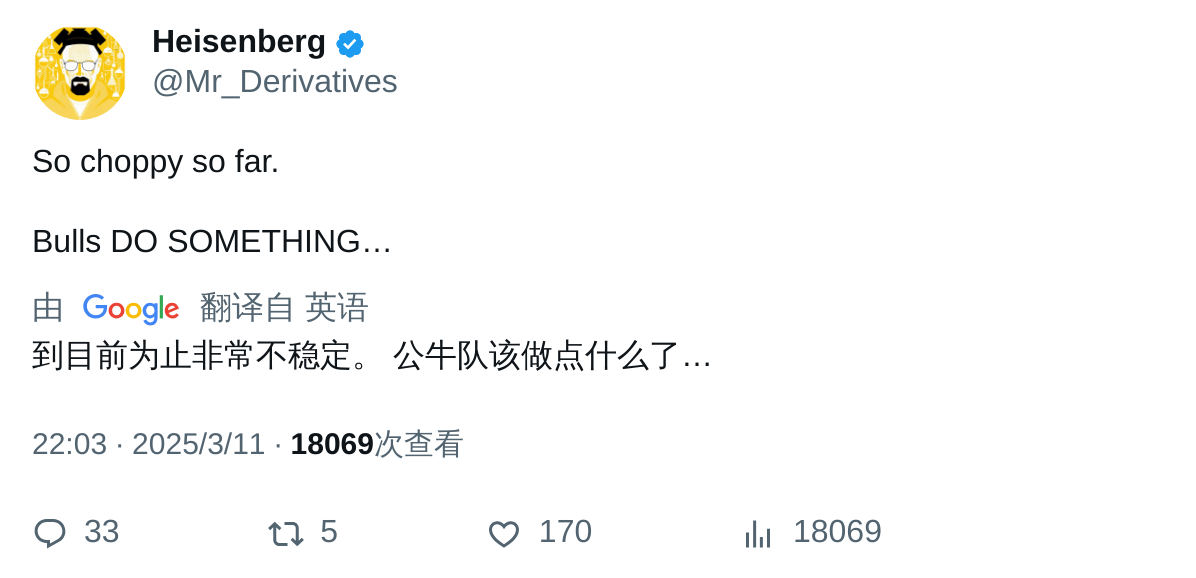 Heisenberg
@Mr_Derivatives
So choppy so far.
Bulls DO SOMETHING…
由 Google 翻译自 英语
到目前为止非常不稳定。 公牛队该做点什么了…
22:03 · 2025/3/11 · 18069次查看
33 5 170 18069